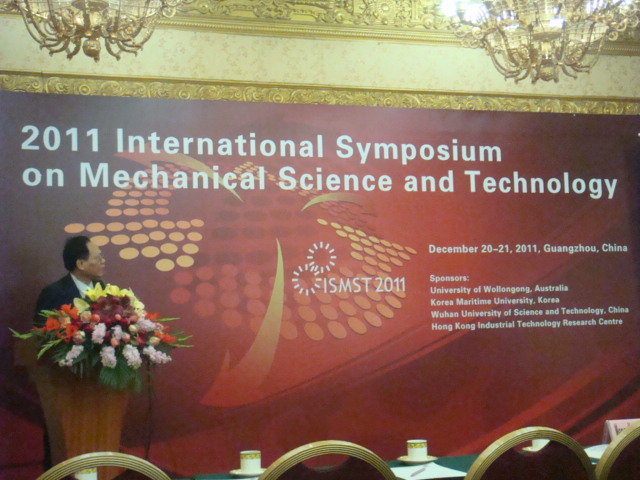 2011 International Symposium
on Mechanical Science and Technology
December 20-21, 2011, Guangzhou, China
ISMST 2011
Sponsors:
University of Wollongong, Australia
Korea Maritime University, Korea
Wuhan University of Science and Technology, China
Hong Kong Industrial Technology Research Centre